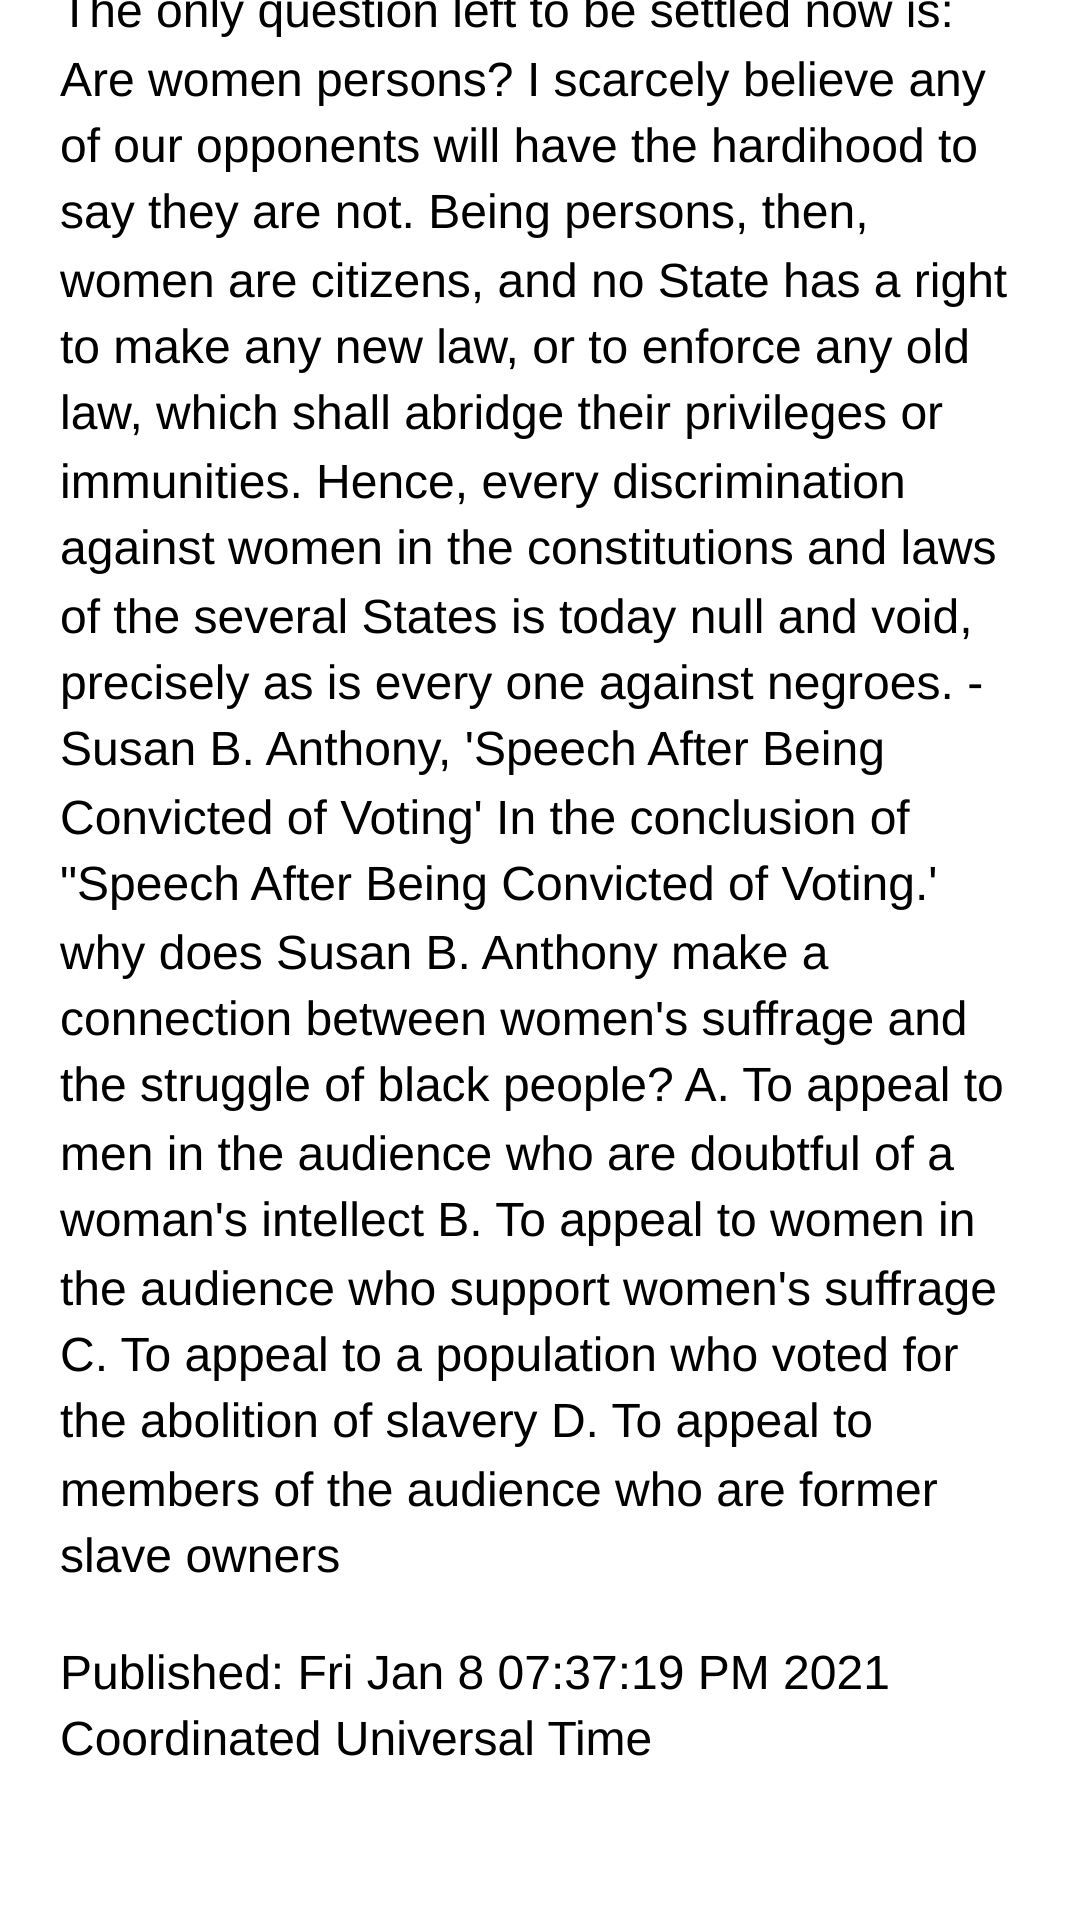 The only question left to be settled now is:
Are women persons? I scarcely believe any
of our opponents will have the hardihood to
say they are not. Being persons, then,
women are citizens, and no State has a right
to make any new law, or to enforce any old
law, which shall abridge their privileges or
immunities. Hence, every discrimination
against women in the constitutions and laws
of the several States is today null and void,
precisely as is every one against negroes. -
Susan B. Anthony, 'Speech After Being
Convicted of Voting' In the conclusion of
"Speech After Being Convicted of Voting.'
why does Susan B. Anthony make a
connection between women's suffrage and
the struggle of black people? A. To appeal to
men in the audience who are doubtful of a
woman's intellect B. To appeal to women in
the audience who support women's suffrage
C. To appeal to a population who voted for
the abolition of slavery D. To appeal to
members of the audience who are former
slave owners
Published: Fri Jan 8 07:37:19 PM 2021
Coordinated Universal Time